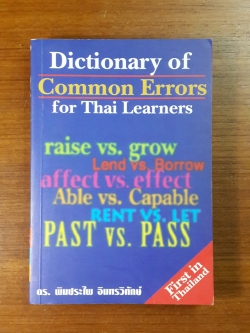 Dictionary of
Common Errors
for Thai Learners
raise vs. grow
Lend vs. Borrow
affect vs. effect
Able vs. Capable
RENT VS. LET
PAST vs. PASS
First in
Thailand
ดร. พิมประไพ อินทรวิทักษ์